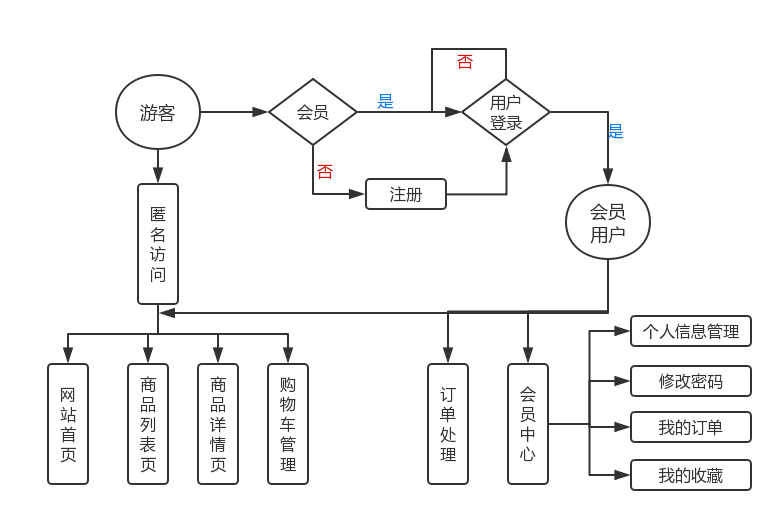 否
游客
会员
是
用户
登录
是
否
注册
会员
用户
匿
名
访
问
个人信息管理
修改密码
我的订单
我的收藏
网
站
首
页
商
品
列
表
页
商
品
详
情
页
购
物
车
管
理
订
单
处
理
会
员
中
心